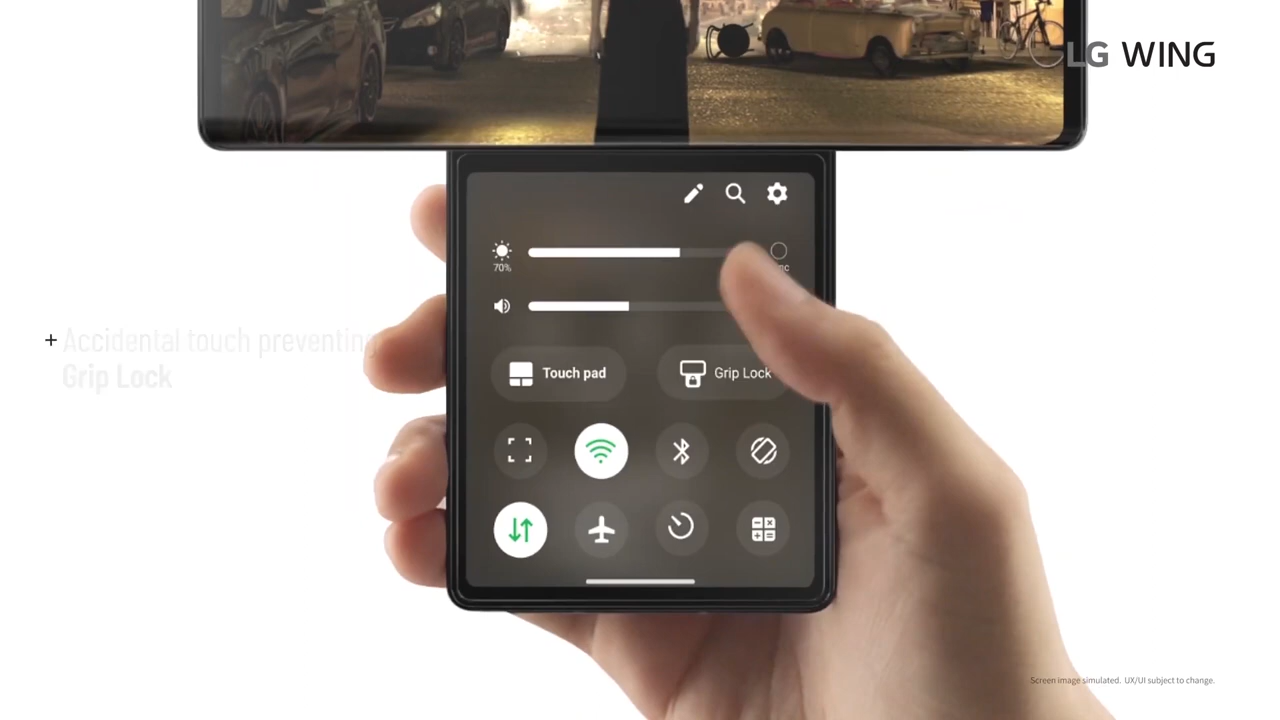 LG WING
70%
+ Accidental touch preventing
Grip Lock
Touch pad
Grip Lock
Screen image simulated. UX/UI subject to change.